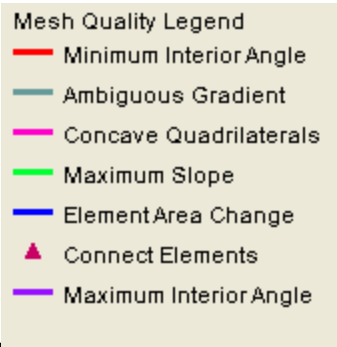 Mesh Quality Legend
Minimum Interior Angle
Ambiguous Gradient
Concave Quadrilaterals
Maximum Slope
Element Area Change
Connect Elements
Maximum Interior Angle